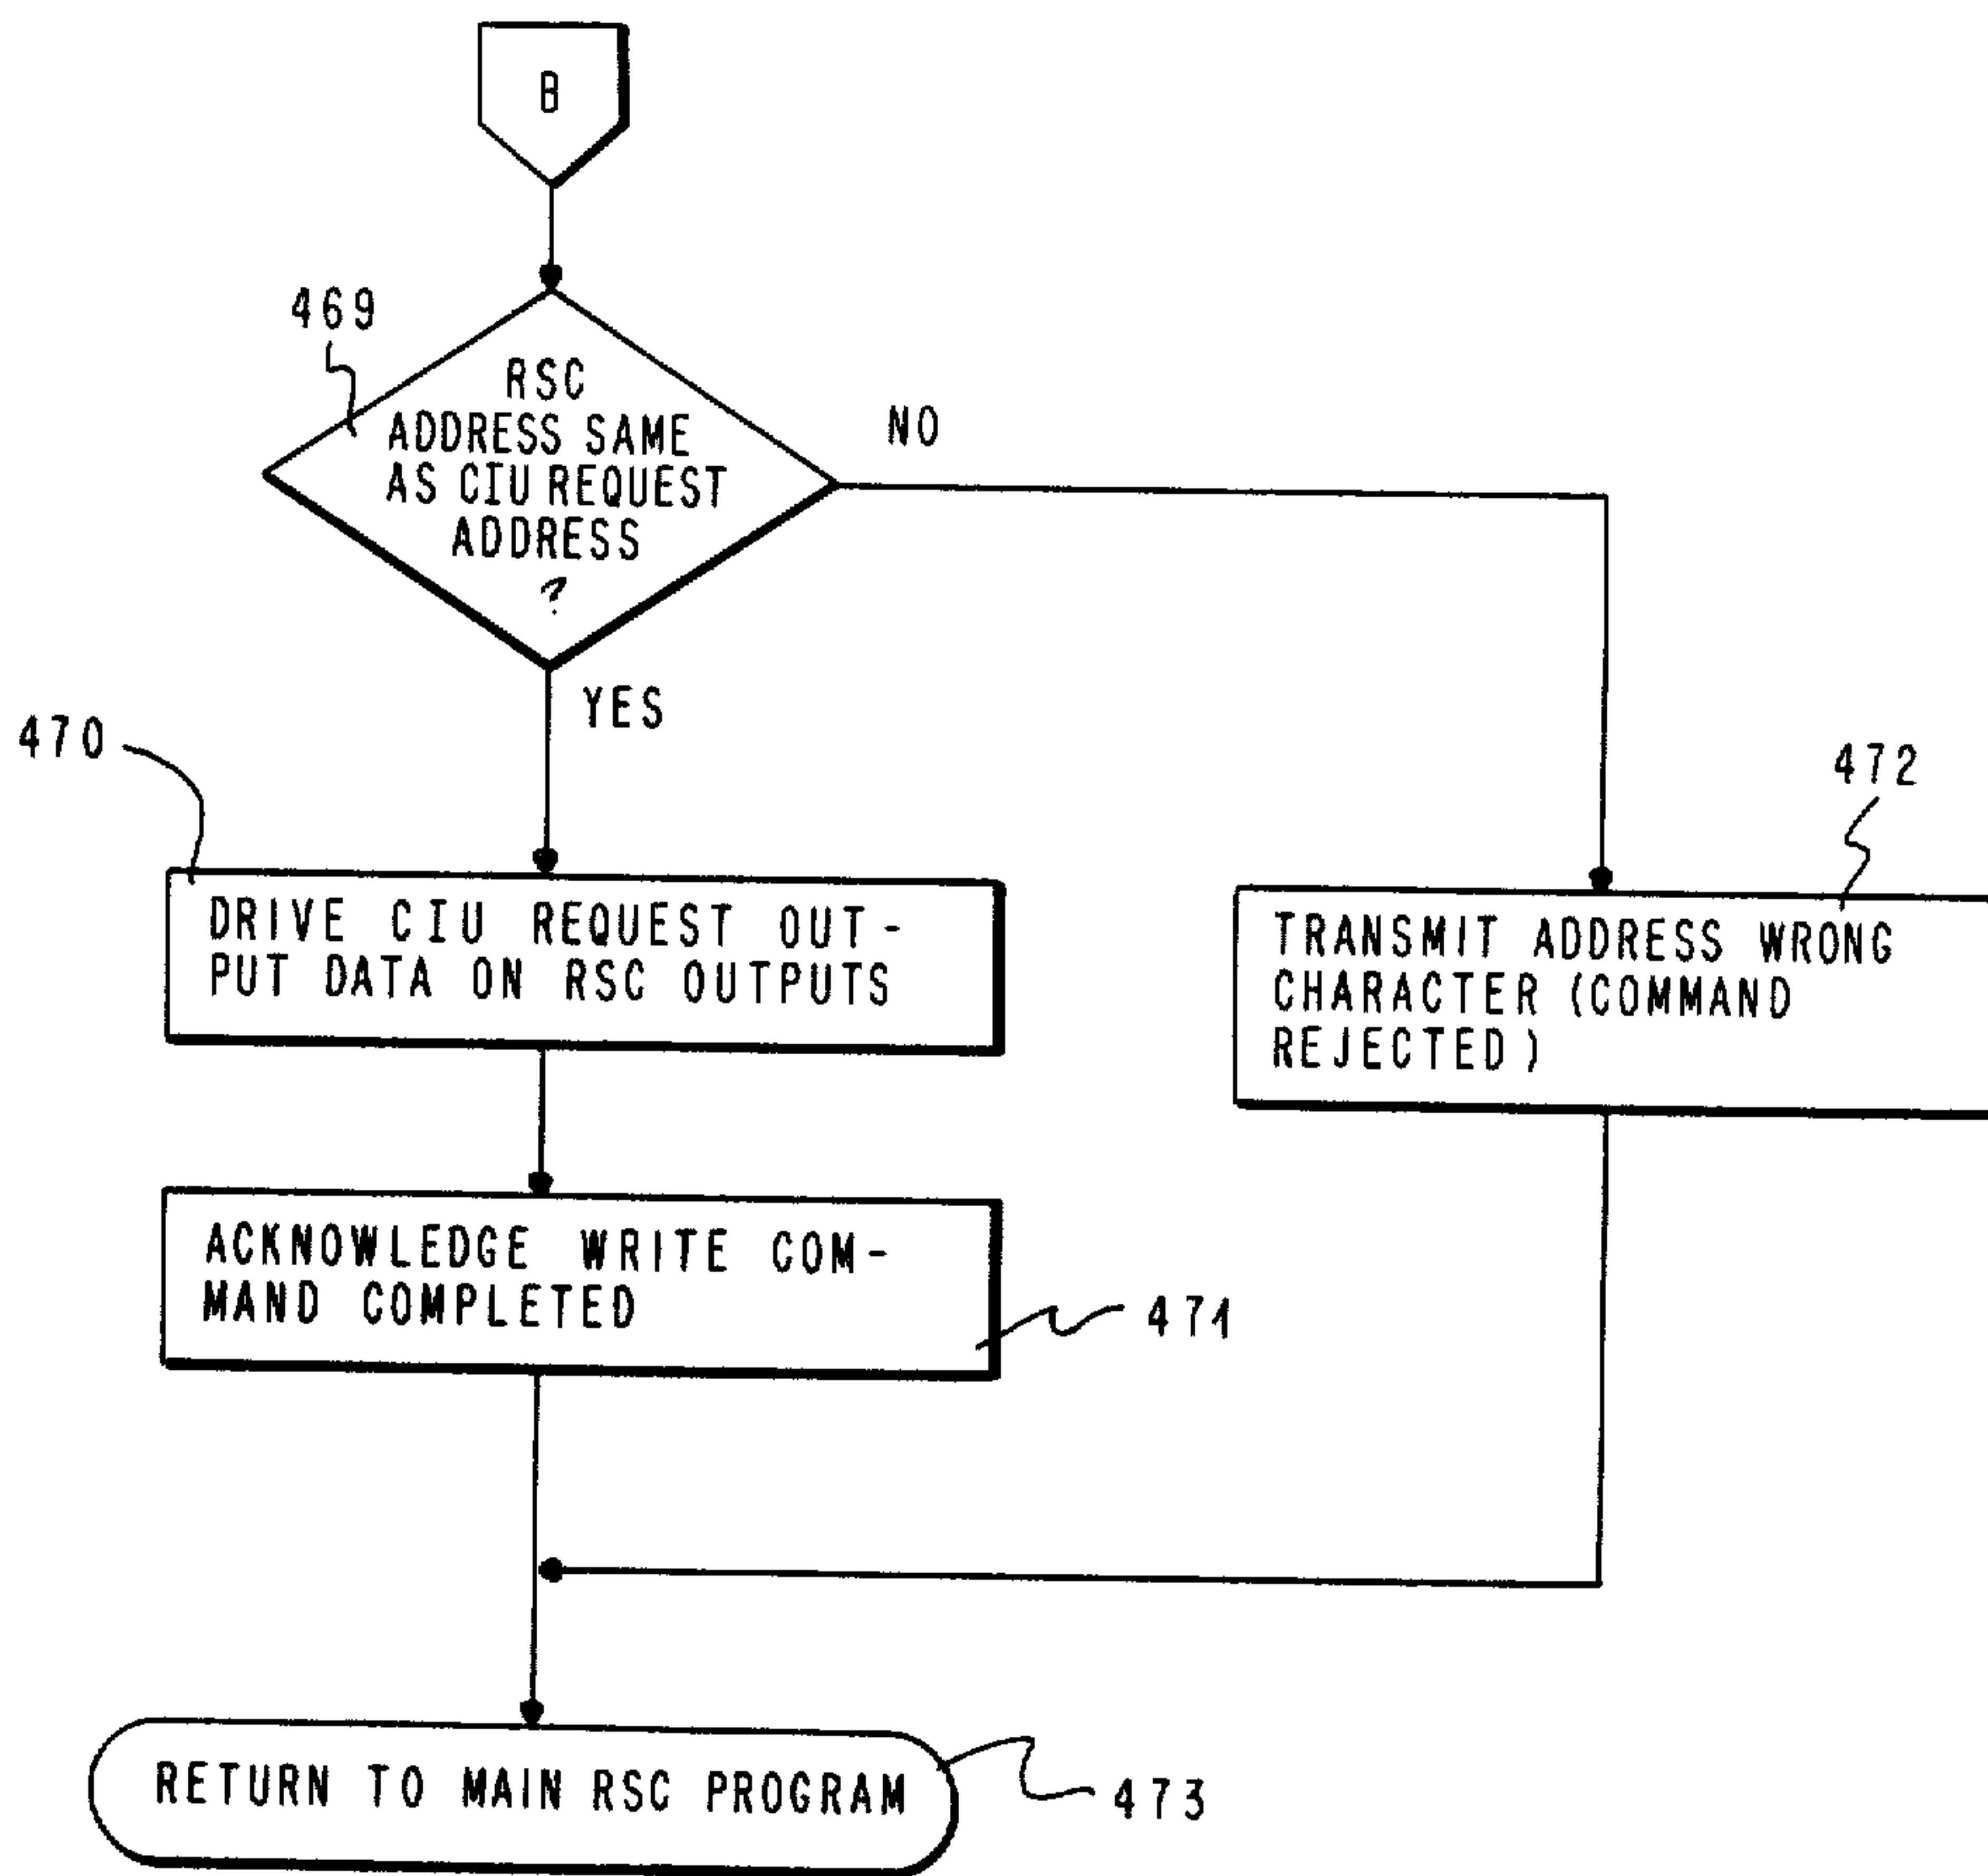 B
469
RSC
ADDRESS SAME
AS CIU REQUEST
ADDRESS
?
NO
YES
470
DRIVE CIU REQUEST OUT-
PUT DATA ON RSC OUTPUTS
472
TRANSMIT ADDRESS WRONG
CHARACTER (COMMAND
REJECTED)
ACKNOWLEDGE WRITE COM-
MAND COMPLETED
471
RETURN TO MAIN RSC PROGRAM
473